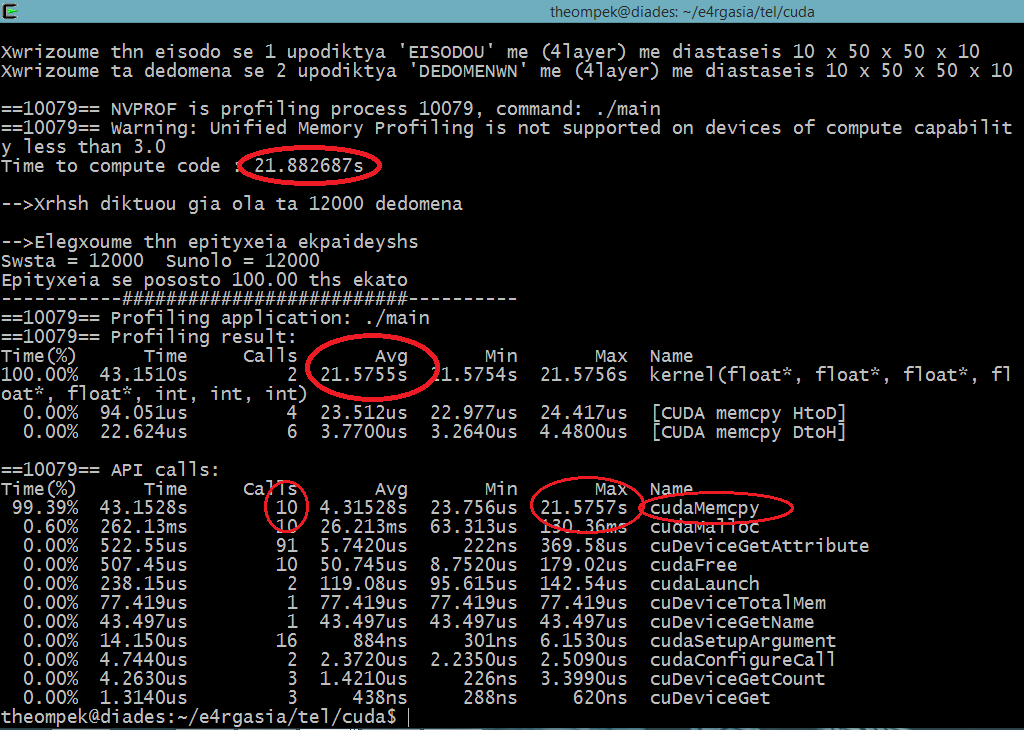 theompek@diades: ~/e4rgasia/tel/cuda
Xwrizoume thn eisodo se 1 upodiktya 'EISODOU' me (4layer) me diastaseis 10 x 50 x 50 x 10
Xwrizoume ta dedomena se 2 upodiktya 'DEDOMENWN' me (4layer) me diastaseis 10 x 50 x 50 x 10
==10079== NVPROF is profiling process 10079, command: ./main
==10079== Warning: Unified Memory Profiling is not supported on devices of compute capabilit
y less than 3.0
Time to compute code : 21.882687s
-->Xrhsh diktuou gia ola ta 12000 dedomena
-->Elegxoume thn epityxeia ekpaideyshs
Swsta = 12000  Sunolo = 12000
Epityxeia se pososto 100.00 ths ekato
-----------##########################----------
==10079== Profiling application: ./main
==10079== Profiling result:
Time(%)      Time     Calls       Avg       Min       Max  Name
100.00%  43.1510s         2  21.5755s  21.5754s  21.5756s  kernel(float*, float*, float*, fl
oat*, float*, int, int, int)
  0.00%  94.051us         4  23.512us  22.977us  24.417us  [CUDA memcpy HtoD]
  0.00%  22.624us         6  3.7700us  3.2640us  4.4800us  [CUDA memcpy DtoH]
==10079== API calls:
Time(%)      Time     Calls       Avg       Min       Max  Name
 99.39%  43.1528s        10  4.31528s  23.756us  21.5757s  cudaMemcpy
  0.60%  262.13ms        10  26.213ms  63.313us  130.36ms  cudaMalloc
  0.00%  522.55us        91  5.7420us     222ns  369.58us  cuDeviceGetAttribute
  0.00%  507.45us        10  50.745us  8.7520us  179.02us  cudaFree
  0.00%  238.15us         2  119.08us  95.615us  142.54us  cudaLaunch
  0.00%  77.419us         1  77.419us  77.419us  77.419us  cuDeviceTotalMem
  0.00%  43.497us         1  43.497us  43.497us  43.497us  cuDeviceGetName
  0.00%  14.150us        16     884ns     301ns  6.1530us  cudaSetupArgument
  0.00%  4.7440us         2  2.3720us  2.2350us  2.5090us  cudaConfigureCall
  0.00%  4.2630us         3  1.4210us     226ns  3.3990us  cuDeviceGetCount
  0.00%  1.3140us         3     438ns     288ns     620ns  cuDeviceGet
theompek@diades:~/e4rgasia/tel/cuda$